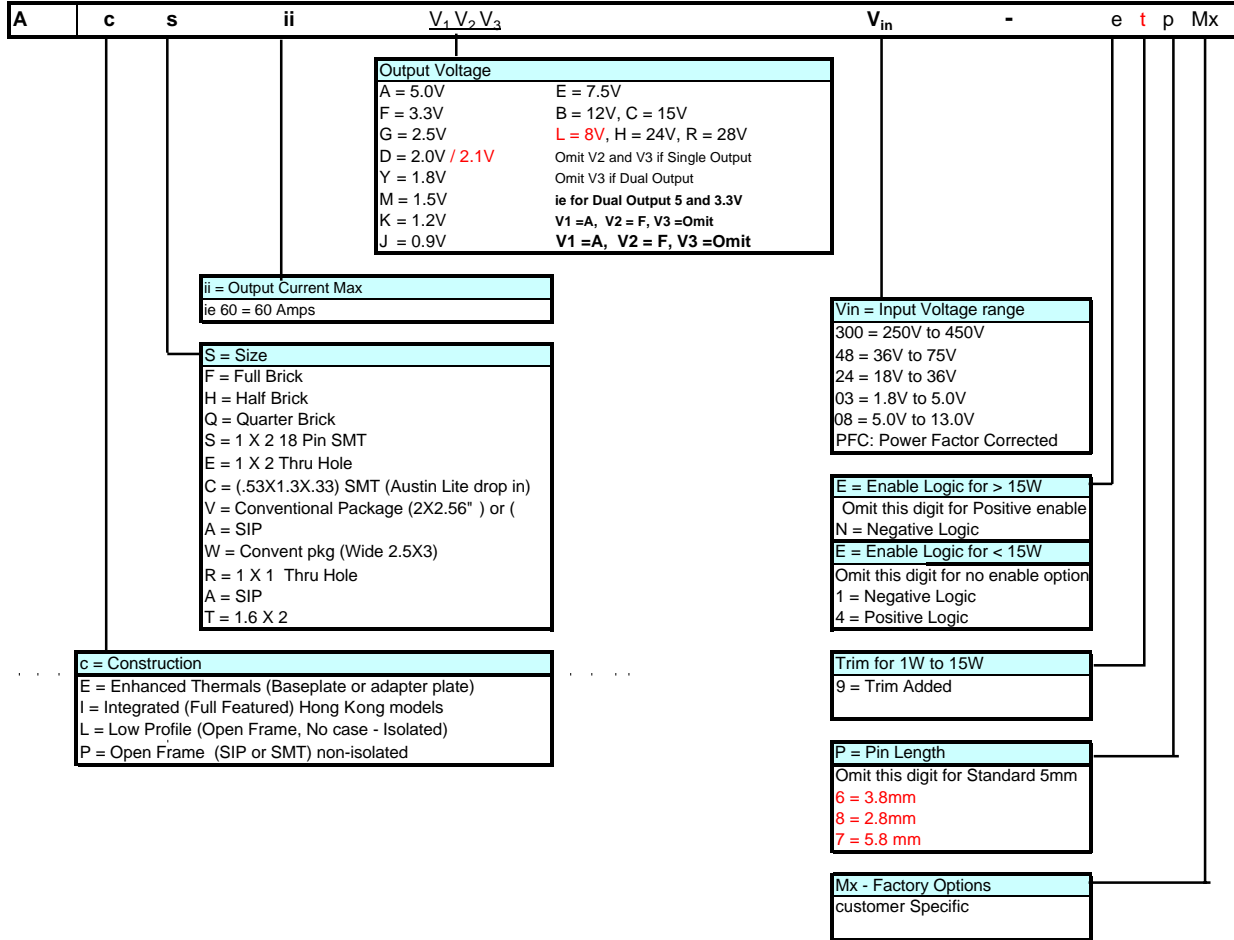 A c s ii V1 V2 V3 Vin - e t p Mx
Output Voltage
A = 5.0V E = 7.5V
F = 3.3V B = 12V, C = 15V
G = 2.5V L = 8V, H = 24V, R = 28V
D = 2.0V / 2.1V Omit V2 and V3 if Single Output
Y = 1.8V Omit V3 if Dual Output
M = 1.5V ie for Dual Output 5 and 3.3V
K = 1.2V V1 =A, V2 = F, V3 =Omit
J = 0.9V V1 =A, V2 = F, V3 =Omit
ii = Output Current Max
ie 60 = 60 Amps
S = Size
F = Full Brick
H = Half Brick
Q = Quarter Brick
S = 1 X 2 18 Pin SMT
E = 1 X 2 Thru Hole
C = (.53X1.3X.33) SMT (Austin Lite drop in)
V = Conventional Package (2X2.56" ) or (
A = SIP
W = Convent pkg (Wide 2.5X3)
R = 1 X 1 Thru Hole
A = SIP
T = 1.6 X 2
c = Construction
E = Enhanced Thermals (Baseplate or adapter plate)
I = Integrated (Full Featured) Hong Kong models
L = Low Profile (Open Frame, No case - Isolated)
P = Open Frame (SIP or SMT) non-isolated
Vin = Input Voltage range
300 = 250V to 450V
48 = 36V to 75V
24 = 18V to 36V
03 = 1.8V to 5.0V
08 = 5.0V to 13.0V
PFC: Power Factor Corrected
E = Enable Logic for > 15W
Omit this digit for Positive enable
N = Negative Logic
E = Enable Logic for < 15W
Omit this digit for no enable option
1 = Negative Logic
4 = Positive Logic
Trim for 1W to 15W
9 = Trim Added
P = Pin Length
Omit this digit for Standard 5mm
6 = 3.8mm
8 = 2.8mm
7 = 5.8 mm
Mx - Factory Options
customer Specific